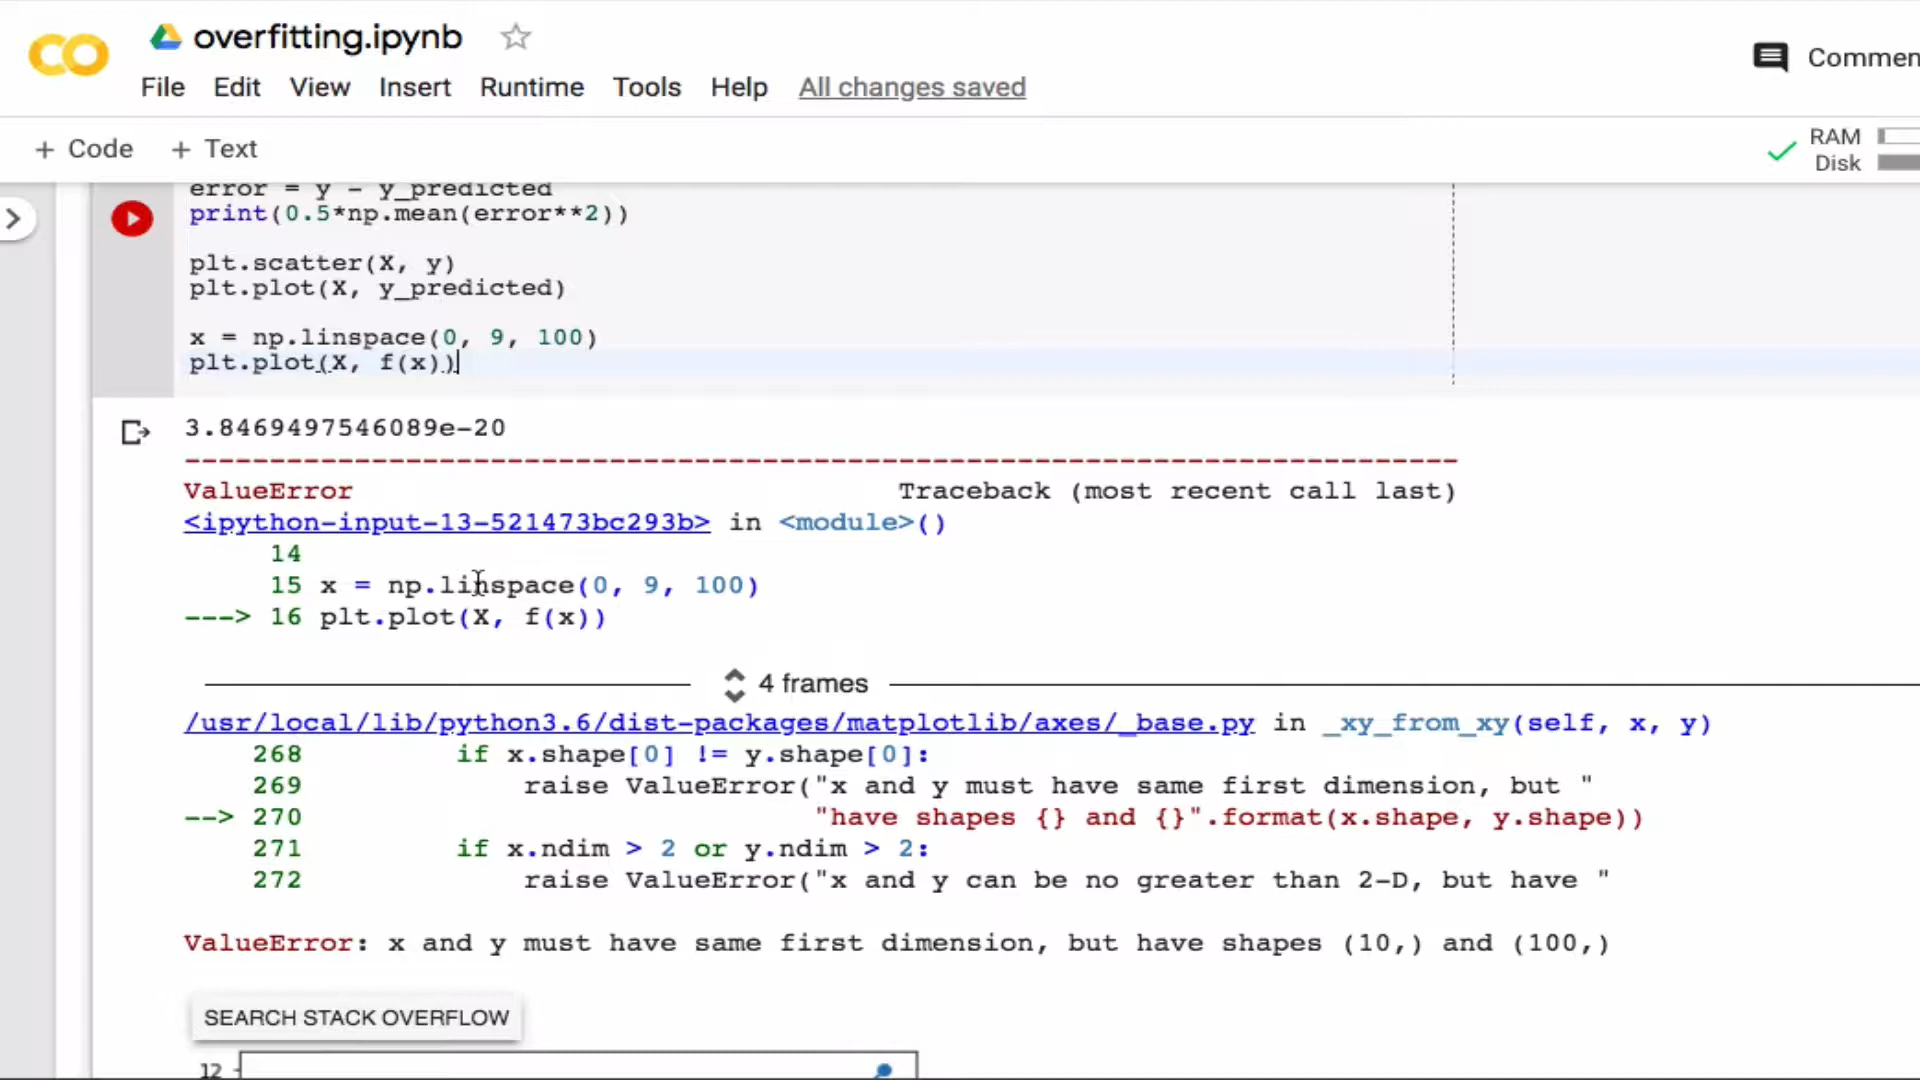 overfitting.ipynb
Commen
File Edit View Insert Runtime Tools Help All changes saved
+ Code + Text
RAM
Disk
error = y - y_predicted
print(0.5*np.mean(error**2))
plt.scatter(X, y)
plt.plot(X, y_predicted)
x = np.linspace(0, 9, 100)
plt.plot(X, f(x))
3.8469497546089e-20
---------------------------------------------------------------------------
ValueError Traceback (most recent call last)
<ipython-input-13-521473bc293b> in <module>()
14
15 x = np.linspace(0, 9, 100)
---> 16 plt.plot(X, f(x))
4 frames
/usr/local/lib/python3.6/dist-packages/matplotlib/axes/_base.py in _xy_from_xy(self, x, y)
268 if x.shape[0] != y.shape[0]:
269 raise ValueError("x and y must have same first dimension, but "
--> 270 "have shapes {} and {}".format(x.shape, y.shape))
271 if x.ndim > 2 or y.ndim > 2:
272 raise ValueError("x and y can be no greater than 2-D, but have "
ValueError: x and y must have same first dimension, but have shapes (10,) and (100,)
SEARCH STACK OVERFLOW
12